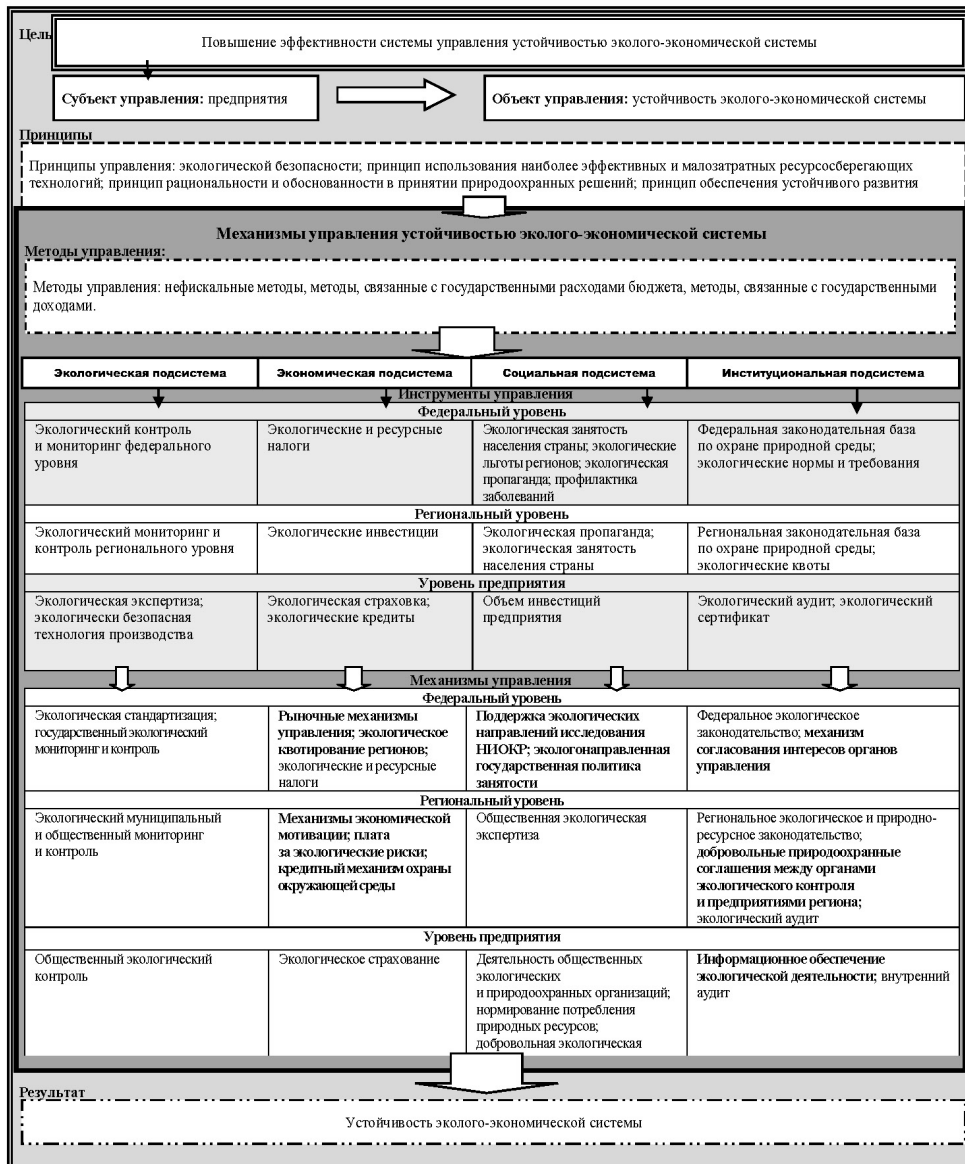 Цель
Повышение эффективности системы управления устойчивостью эколого-экономической системы
Субъект управления: предприятия
Объект управления: устойчивость эколого-экономической системы
Принципы
Принципы управления: экологической безопасности; принцип использования наиболее эффективных и малозатратных ресурсосберегающих
технологий; принцип рациональности и обоснованности в принятии природоохранных решений; принцип обеспечения устойчивого развития
Механизмы управления устойчивостью эколого-экономической системы
Методы управления:
Методы управления: нефискальные методы, методы, связанные с государственными расходами бюджета, методы, связанные с государственными
доходами.
Экологическая подсистема
Экономическая подсистема
Социальная подсистема
Институциональная подсистема
Инструменты управления
Федеральный уровень
Экологический контроль
и мониторинг федерального
уровня
Экологические и ресурсные
налоги
Экологическая занятость
населения страны; экологические
льготы регионов; экологическая
пропаганда; профилактика
заболеваний
Федеральная законодательная база
по охране природной среды;
экологические нормы и требования
Региональный уровень
Экологический мониторинг и
контроль регионального уровня
Экологические инвестиции
Экологическая пропаганда;
экологическая занятость
населения страны
Региональная законодательная база
по охране природной среды;
экологические квоты
Уровень предприятия
Экологическая экспертиза;
экологически безопасная
технология производства
Экологическая страховка;
экологические кредиты
Объем инвестиций
предприятия
Экологический аудит; экологический
сертификат
Механизмы управления
Федеральный уровень
Экологическая стандартизация;
государственный экологический
мониторинг и контроль
Рыночные механизмы
управления; экологическое
квотирование регионов;
экологические и ресурсные
налоги
Поддержка экологических
направлений исследования
НИОКР; эколого­направленная
государственная политика
занятости
Федеральное экологическое
законодательство; механизм
согласования интересов органов
управления
Региональный уровень
Экологический муниципальный
и общественный мониторинг
и контроль
Механизмы экономической
мотивации; плата
за экологические риски;
кредитный механизм охраны
окружающей среды
Общественная экологическая
экспертиза
Региональное экологическое и природно-
ресурсное законодательство;
добровольные природоохранные
соглашения между органами
экологического контроля
и предприятиями региона;
экологический аудит
Уровень предприятия
Общественный экологический
контроль
Экологическое страхование
Деятельность общественных
экологических
и природоохранных организаций;
нормирование потребления
природных ресурсов;
добровольная экологическая
Информационное обеспечение
экологической деятельности; внутренний
аудит
Результат
Устойчивость эколого-экономической системы